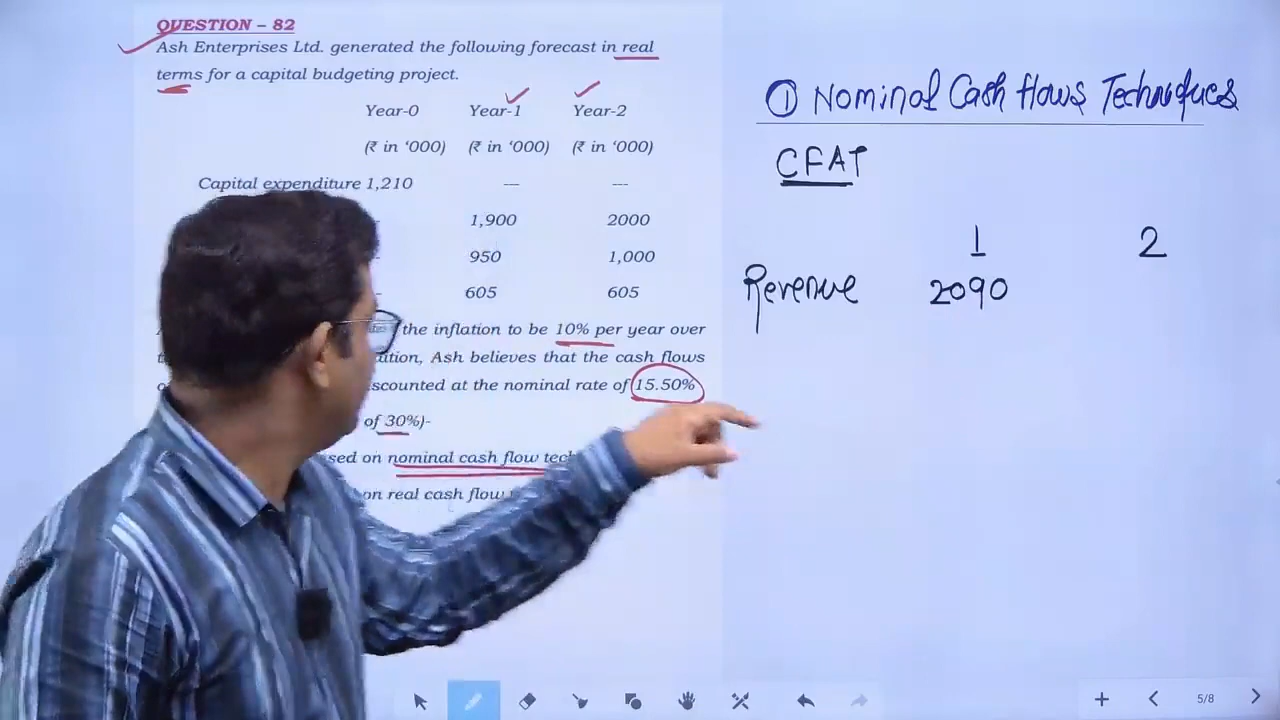 QUESTION – 82
Ash Enterprises Ltd. generated the following forecast in real
terms for a capital budgeting project.
Year-0 Year-1 Year-2
(₹ in ‘000) (₹ in ‘000) (₹ in ‘000)
Capital expenditure 1,210 --- ---
1,900 2000
950 1,000
605 605
the inflation to be 10% per year over
Ash believes that the cash flows
discounted at the nominal rate of 15.50%
of 30%)-
on nominal cash flow
on real cash flow
① Nominal Cash flows Techniques
CFAT
1 2
Revenue 2090
5/8